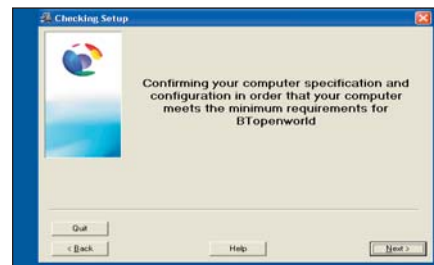 Checking Setup
Confirming your computer specification and
configuration in order that your computer
meets the minimum requirements for
BTopenworld
Quit
< Back
Help
Next >